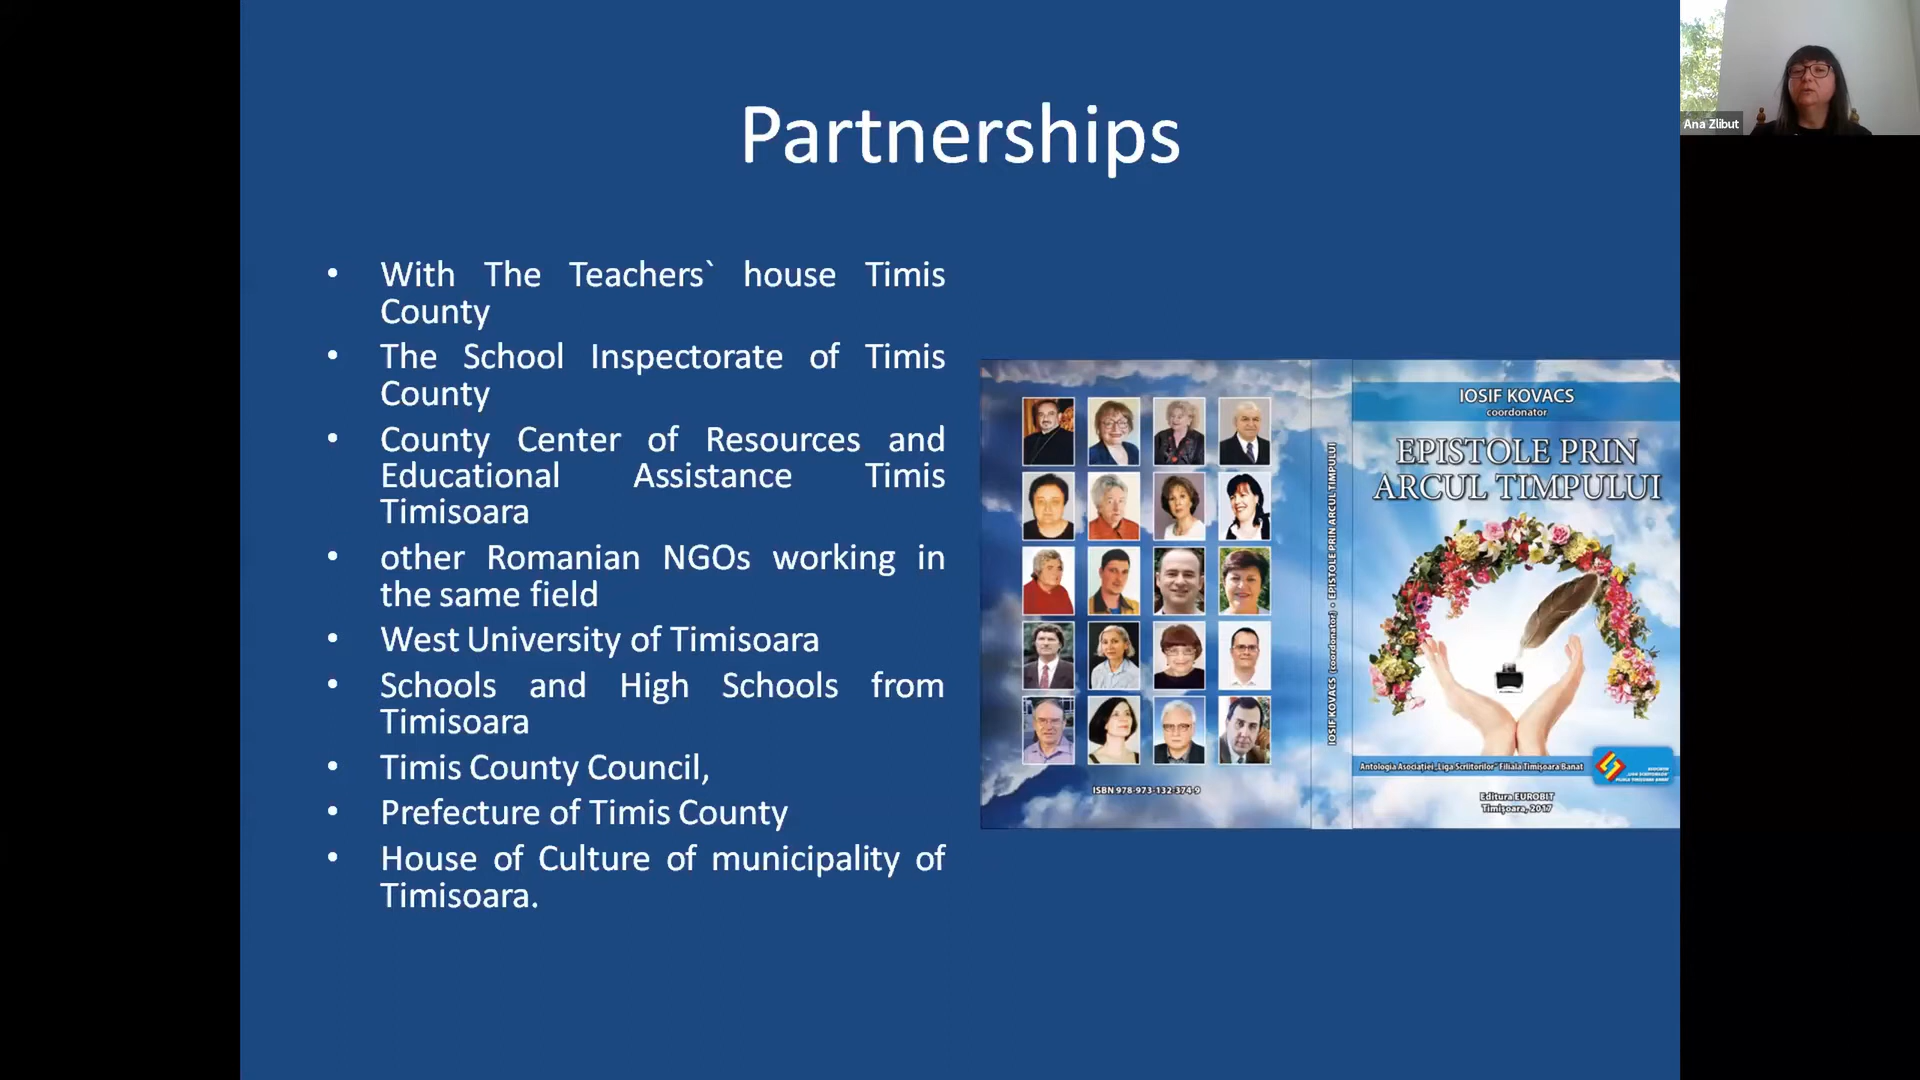 Partnerships
• With The Teachers` house Timis
County
• The School Inspectorate of Timis
County
• County Center of Resources and
Educational Assistance Timis
Timisoara
• other Romanian NGOs working in
the same field
• West University of Timisoara
• Schools and High Schools from
Timisoara
• Timis County Council,
• Prefecture of Timis County
• House of Culture of municipality of
Timisoara.
ISBN 978-973-132-374-9
IOSIF KOVACS (coordonator) • EPISTOLE PRIN ARCUL TIMPULUI
IOSIF KOVACS
coordonator
EPISTOLE PRIN
ARCUL TIMPULUI
Antologia Asociației „Liga Scriitorilor" Filiala Timișoara Banat
Editura EUROBIT
Timișoara, 2017
Ana Zlibut